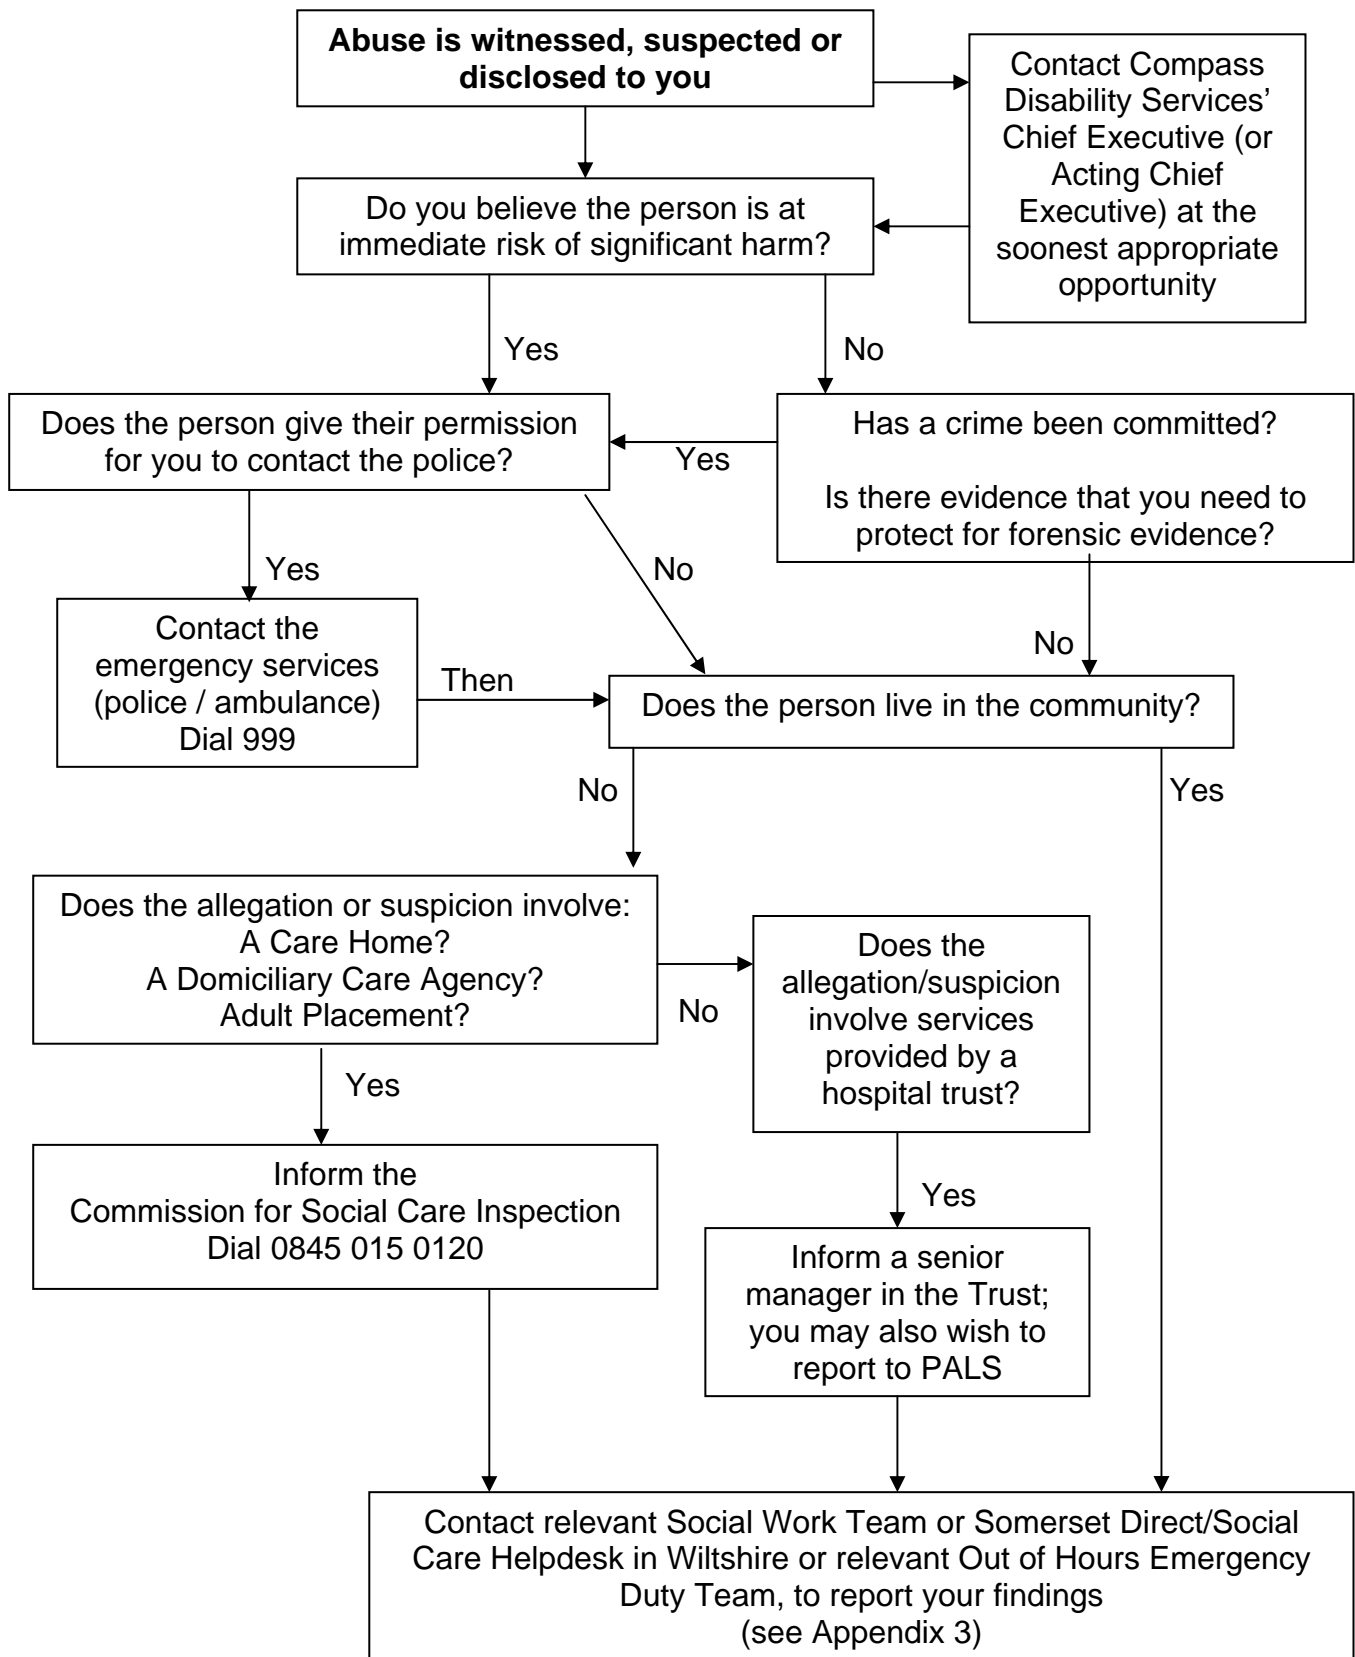 Abuse is witnessed, suspected or
disclosed to you
Contact Compass
Disability Services’
Chief Executive (or
Acting Chief
Executive) at the
soonest appropriate
opportunity
Do you believe the person is at
immediate risk of significant harm?
Yes
No
Does the person give their permission
for you to contact the police?
Yes
Has a crime been committed?
Is there evidence that you need to
protect for forensic evidence?
Yes
No
No
Contact the
emergency services
(police / ambulance)
Dial 999
Then
Does the person live in the community?
No
Yes
Does the allegation or suspicion involve:
A Care Home?
A Domiciliary Care Agency?
Adult Placement?
No
Does the
allegation/suspicion
involve services
provided by a
hospital trust?
Yes
Yes
Inform the
Commission for Social Care Inspection
Dial 0845 015 0120
Inform a senior
manager in the Trust;
you may also wish to
report to PALS
Contact relevant Social Work Team or Somerset Direct/Social
Care Helpdesk in Wiltshire or relevant Out of Hours Emergency
Duty Team, to report your findings
(see Appendix 3)